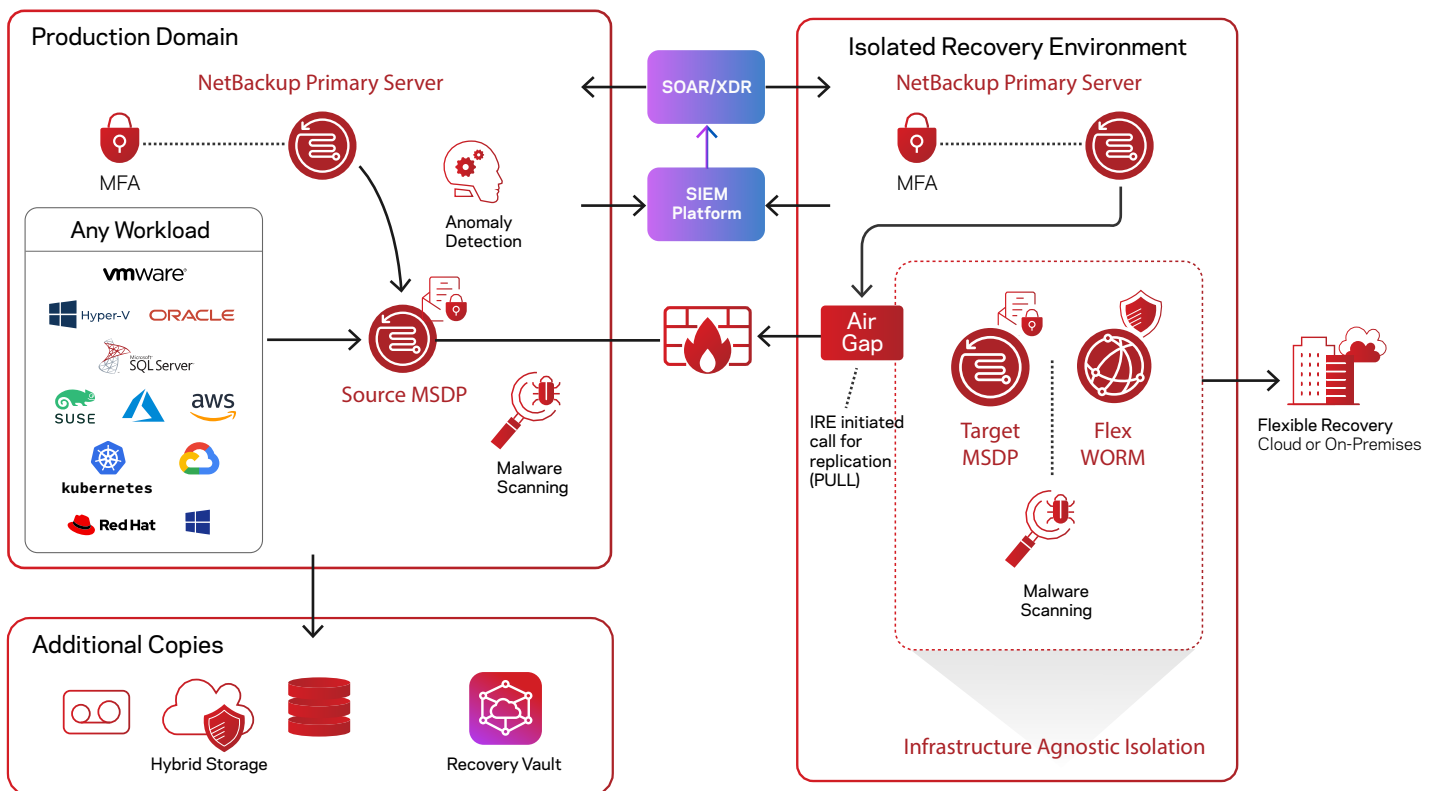 Production Domain
NetBackup Primary Server
MFA
Anomaly
Detection
Any Workload
vmware®
Hyper-V
ORACLE
Microsoft®
SQL Server
SUSE
aws
kubernetes
Red Hat
Source MSDP
Malware
Scanning
Additional Copies
Hybrid Storage
Recovery Vault
SOAR/XDR
SIEM
Platform
Isolated Recovery Environment
NetBackup Primary Server
MFA
Air
Gap
IRE initiated
call for
replication
(PULL)
Target
MSDP
Flex
WORM
Malware
Scanning
Infrastructure Agnostic Isolation
Flexible Recovery
Cloud or On-Premises